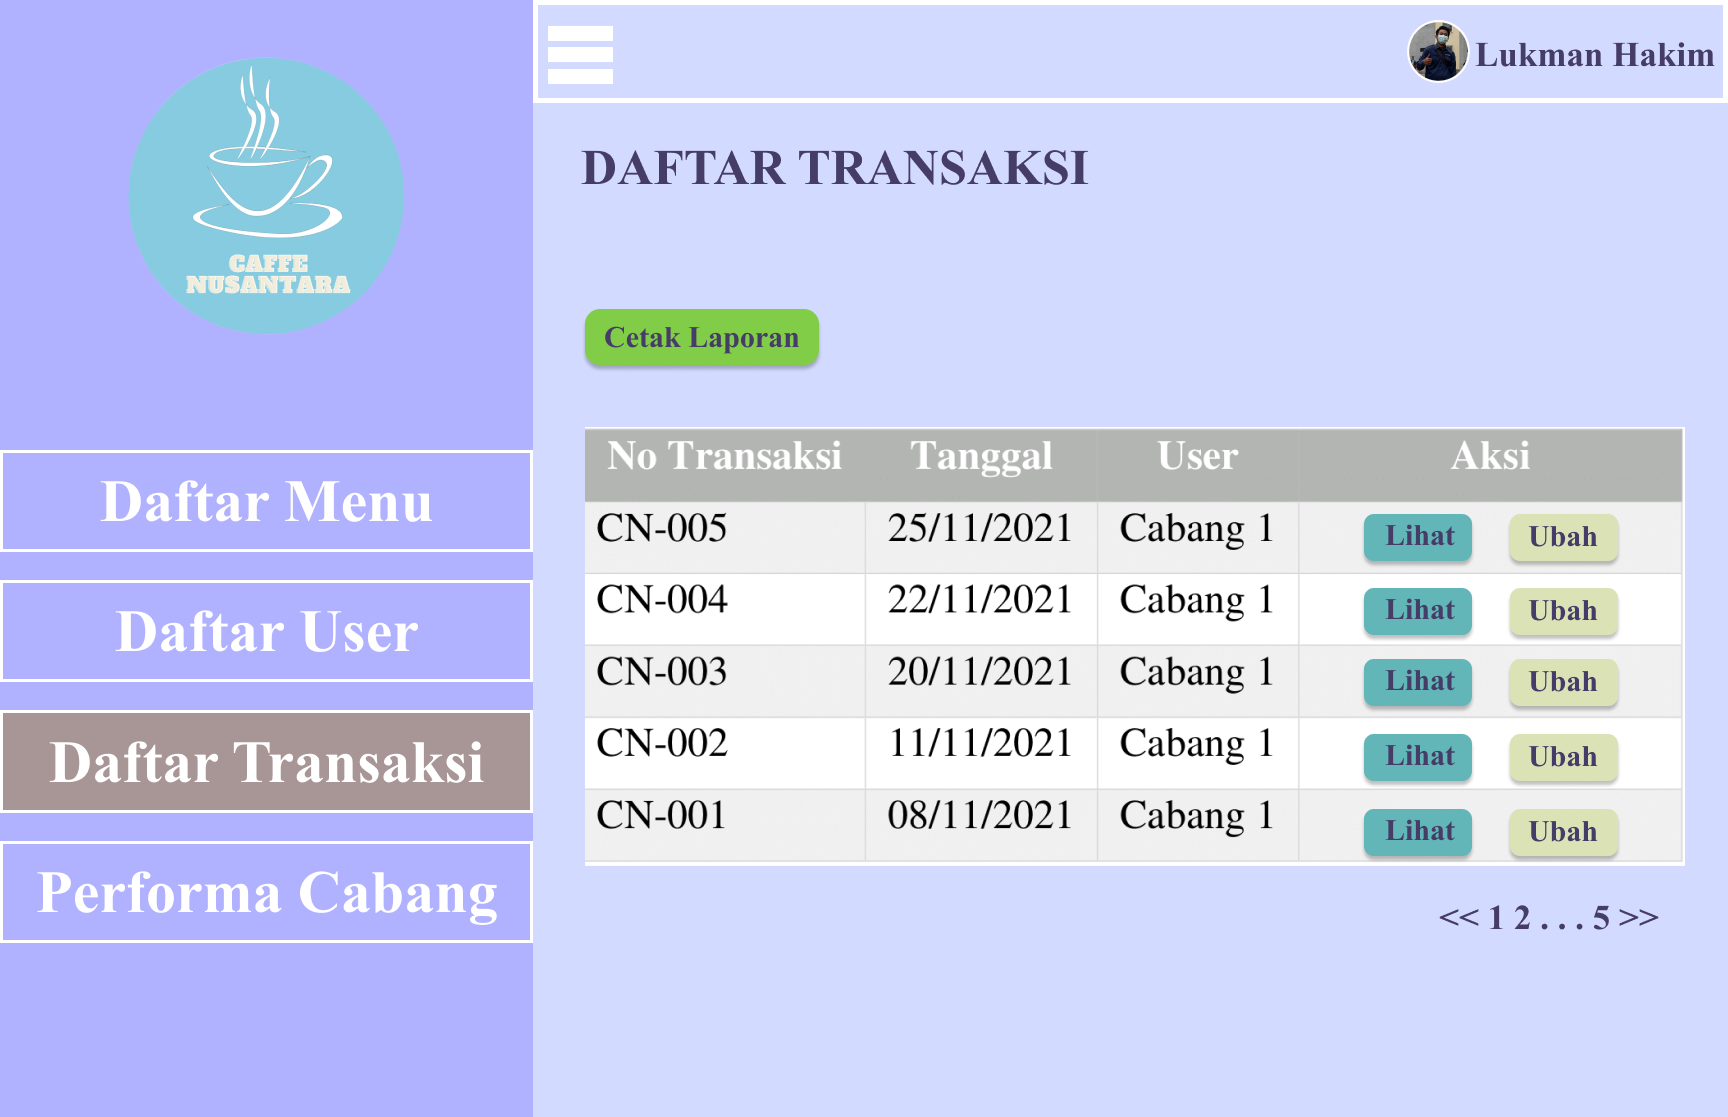 CAFFE
NUSANTARA
Daftar Menu
Daftar User
Daftar Transaksi
Performa Cabang
Lukman Hakim
DAFTAR TRANSAKSI
Cetak Laporan
No Transaksi Tanggal User Aksi
CN-005 25/11/2021 Cabang 1 Lihat Ubah
CN-004 22/11/2021 Cabang 1 Lihat Ubah
CN-003 20/11/2021 Cabang 1 Lihat Ubah
CN-002 11/11/2021 Cabang 1 Lihat Ubah
CN-001 08/11/2021 Cabang 1 Lihat Ubah
<< 1 2 . . . 5 >>